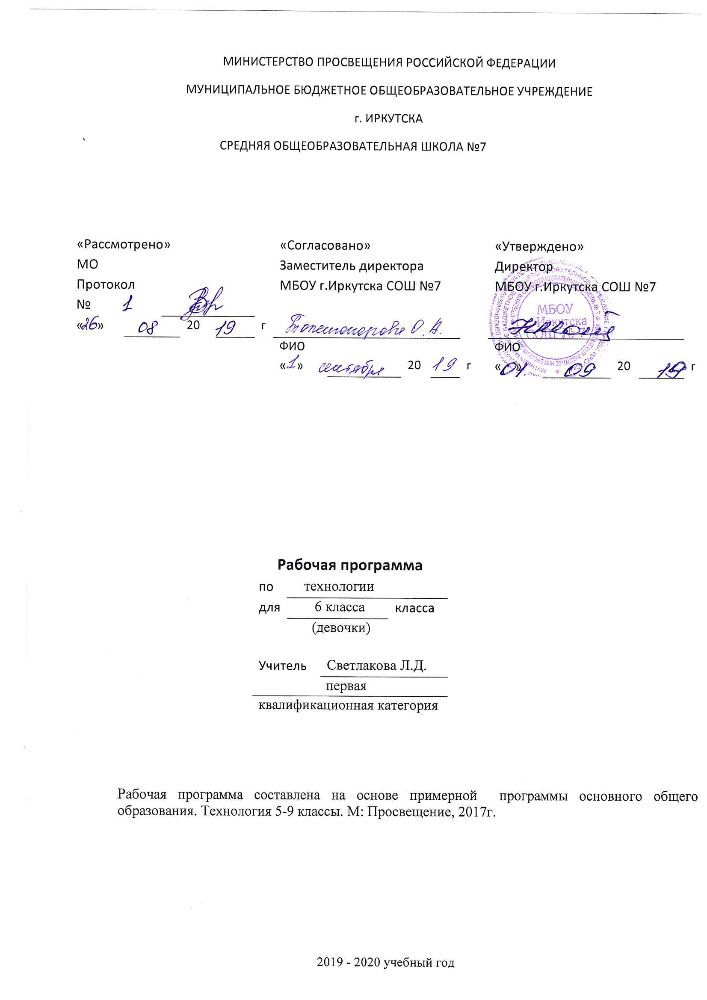 МИНИСТЕРСТВО ПРОСВЕЩЕНИЯ РОССИЙСКОЙ ФЕДЕРАЦИИ
МУНИЦИПАЛЬНОЕ БЮДЖЕТНОЕ ОБЩЕОБРАЗОВАТЕЛЬНОЕ УЧРЕЖДЕНИЕ
г. ИРКУТСКА
СРЕДНЯЯ ОБЩЕОБРАЗОВАТЕЛЬНАЯ ШКОЛА №7
«Рассмотрено»
МО
Протокол
№ 1
«26» 08 20 19 г
«Согласовано»
Заместитель директора
МБОУ г.Иркутска СОШ №7
О.А.
ФИО
«1» сентября 20 19 г
«Утверждено»
Директор
МБОУ г.Иркутска СОШ №7
МБОУ
г. Иркутска
СОШ № 7
ФИО
«01» 09 20 19 г
Рабочая программа
по технологии
для 6 класса класса
(девочки)
Учитель Светлакова Л.Д.
первая
квалификационная категория
Рабочая программа составлена на основе примерной программы основного общего
образования. Технология 5-9 классы. М: Просвещение, 2017г.
2019 - 2020 учебный год